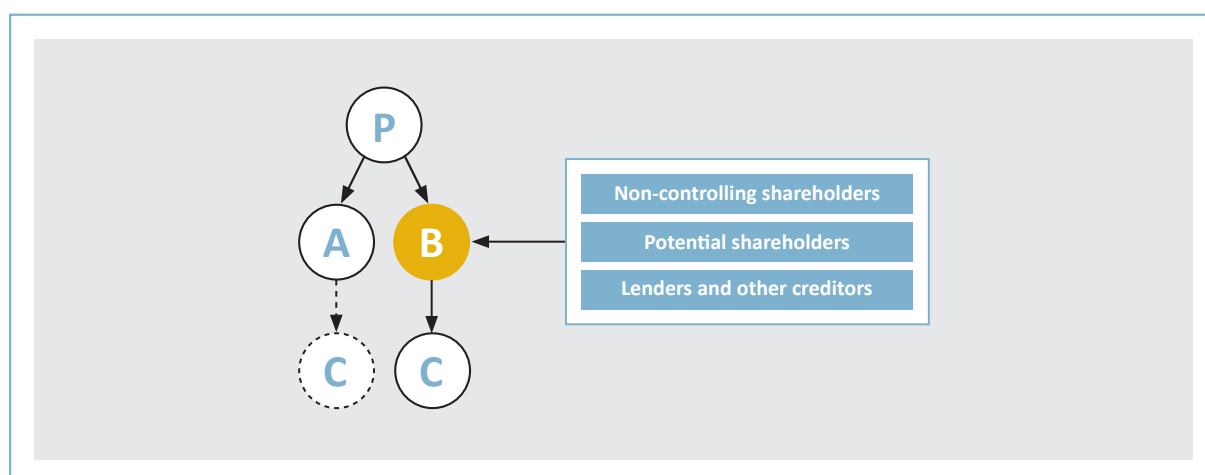 P
A
B
Non-controlling shareholders
Potential shareholders
Lenders and other creditors
C
C